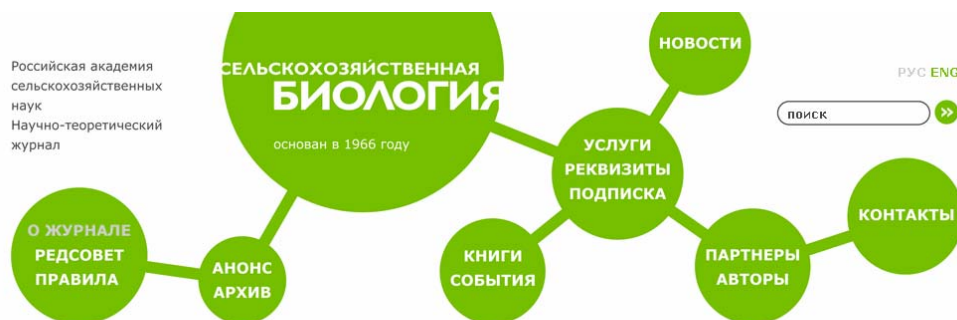 Российская академия
сельскохозяйственных
наук
Научно-теоретический
журнал
СЕЛЬСКОХОЗЯЙСТВЕННАЯ
БИОЛОГИЯ
основан в 1966 году
НОВОСТИ
РУС ENG
поиск
УСЛУГИ
РЕКВИЗИТЫ
ПОДПИСКА
О ЖУРНАЛЕ
РЕДСОВЕТ
ПРАВИЛА
АНОНС
АРХИВ
КНИГИ
СОБЫТИЯ
ПАРТНЕРЫ
АВТОРЫ
КОНТАКТЫ